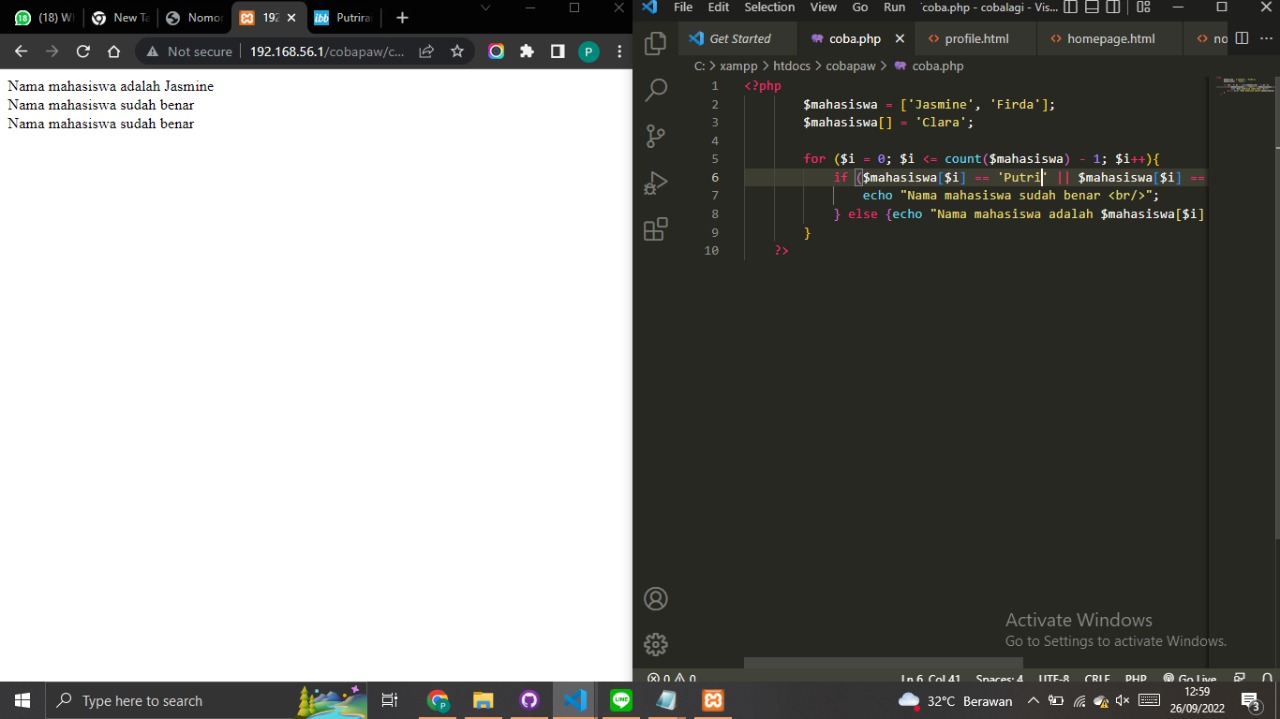 (18) W
New Ta
Nomor
192
ibb Putrira
Not secure
192.168.56.1/cobapaw/c...
P
Nama mahasiswa adalah Jasmine
Nama mahasiswa sudah benar
Nama mahasiswa sudah benar
File Edit Selection View Go Run coba.php - cobalagi - Vis...
Get Started
coba.php
<> profile.html
<> homepage.html
<> no
C: > xampp > htdocs > cobapaw > coba.php
1 <?php
2 $mahasiswa = ['Jasmine', 'Firda'];
3 $mahasiswa[] = 'Clara';
4
5 for ($i = 0; $i <= count($mahasiswa) - 1; $i++){
6 if ($mahasiswa[$i] == 'Putri' || $mahasiswa[$i] ==
7 echo "Nama mahasiswa sudah benar <br/>";
8 } else {echo "Nama mahasiswa adalah $mahasiswa[$i]
9 }
10 ?>
Activate Windows
Go to Settings to activate Windows.
0 0 Ln 6, Col 41 Spaces: 4 UTF-8 CRLF PHP Go Live
Type here to search
32°C Berawan
12:59
26/09/2022
3